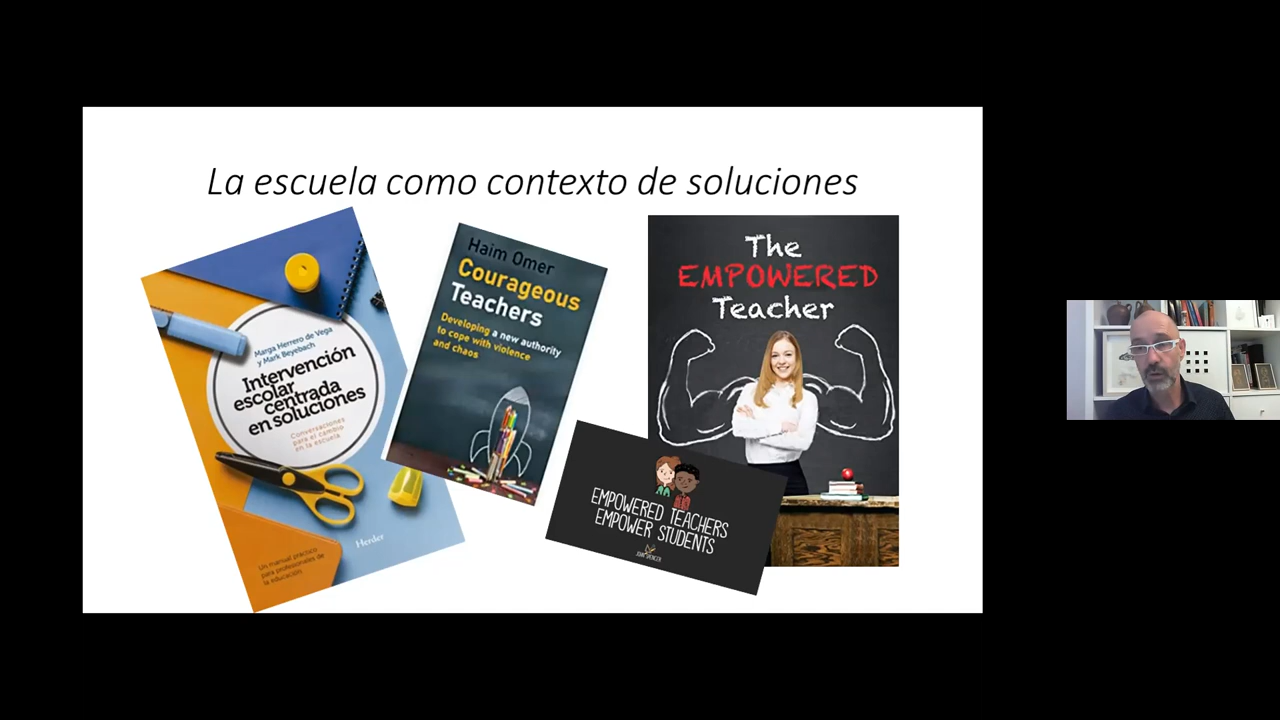 La escuela como contexto de soluciones
Marga Herrero de Vega
y Mark Beyebach
Intervención
escolar
centrada
en soluciones
Conversaciones
para el cambio
en la escuela
Herder
Un manual práctico
para profesionales de
la educación.
Haim Omer
Courageous
Teachers
Developing a new authority
to cope with violence
and chaos
The
EMPOWERED
Teacher
EMPOWERED TEACHERS
EMPOWER STUDENTS
JOHN SPENCER